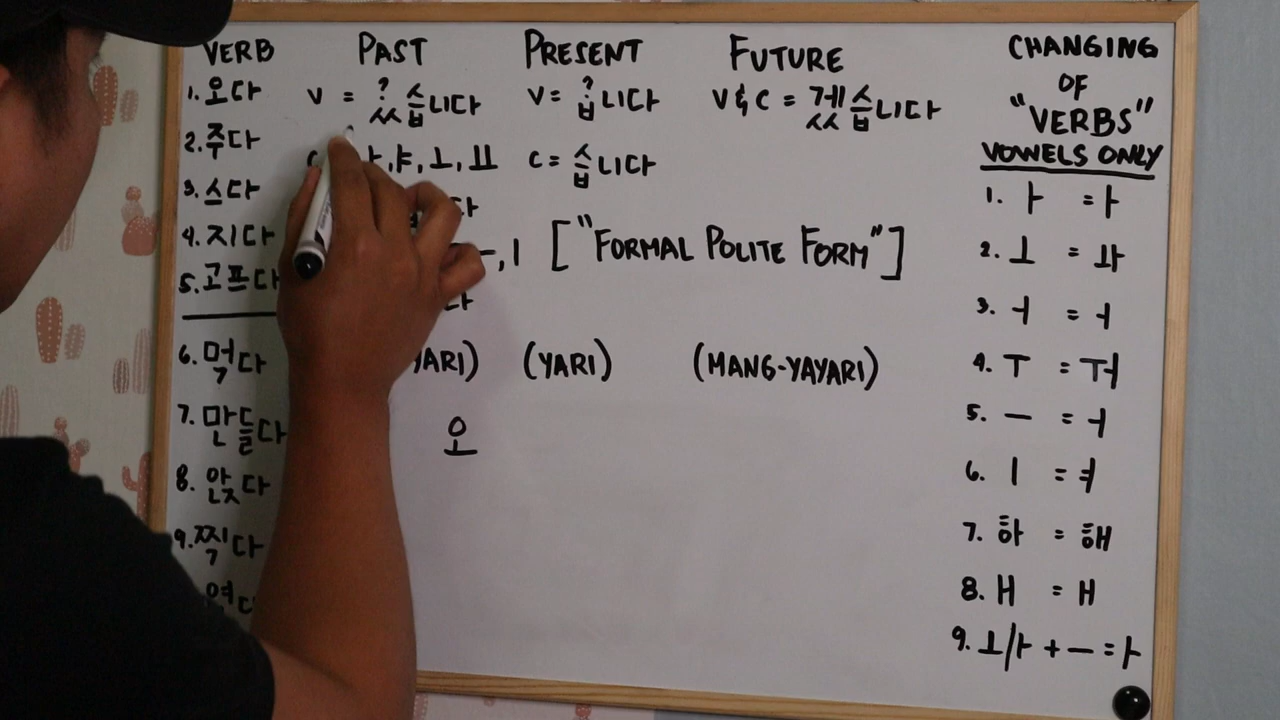 VERB PAST PRESENT FUTURE
1. 오다
2. 주다
3. 스다
4. 지다
5. 고프다
6. 먹다
7. 만들다
8. 앉다
9. 찍다
V = ? ㅆ습니다
ㅑ, ㅗ, ㅛ
V = ?ㅂ니다
C = 습니다
V & C = 겠습니다
ㅣ ["FORMAL POLITE FORM"]
(YARI) (MANG-YAYARI)
오
CHANGING
OF
"VERBS"
VOWELS ONLY
1. ㅏ = ㅏ
2. ㅗ = ㅘ
3. ㅓ = ㅓ
4. ㅜ = ㅝ
5. ㅡ = ㅓ
6. ㅣ = ㅕ
7. 하 = 해
8. ㅐ = ㅐ
9. ㅗ/ㅏ + ㅡ = ㅏ